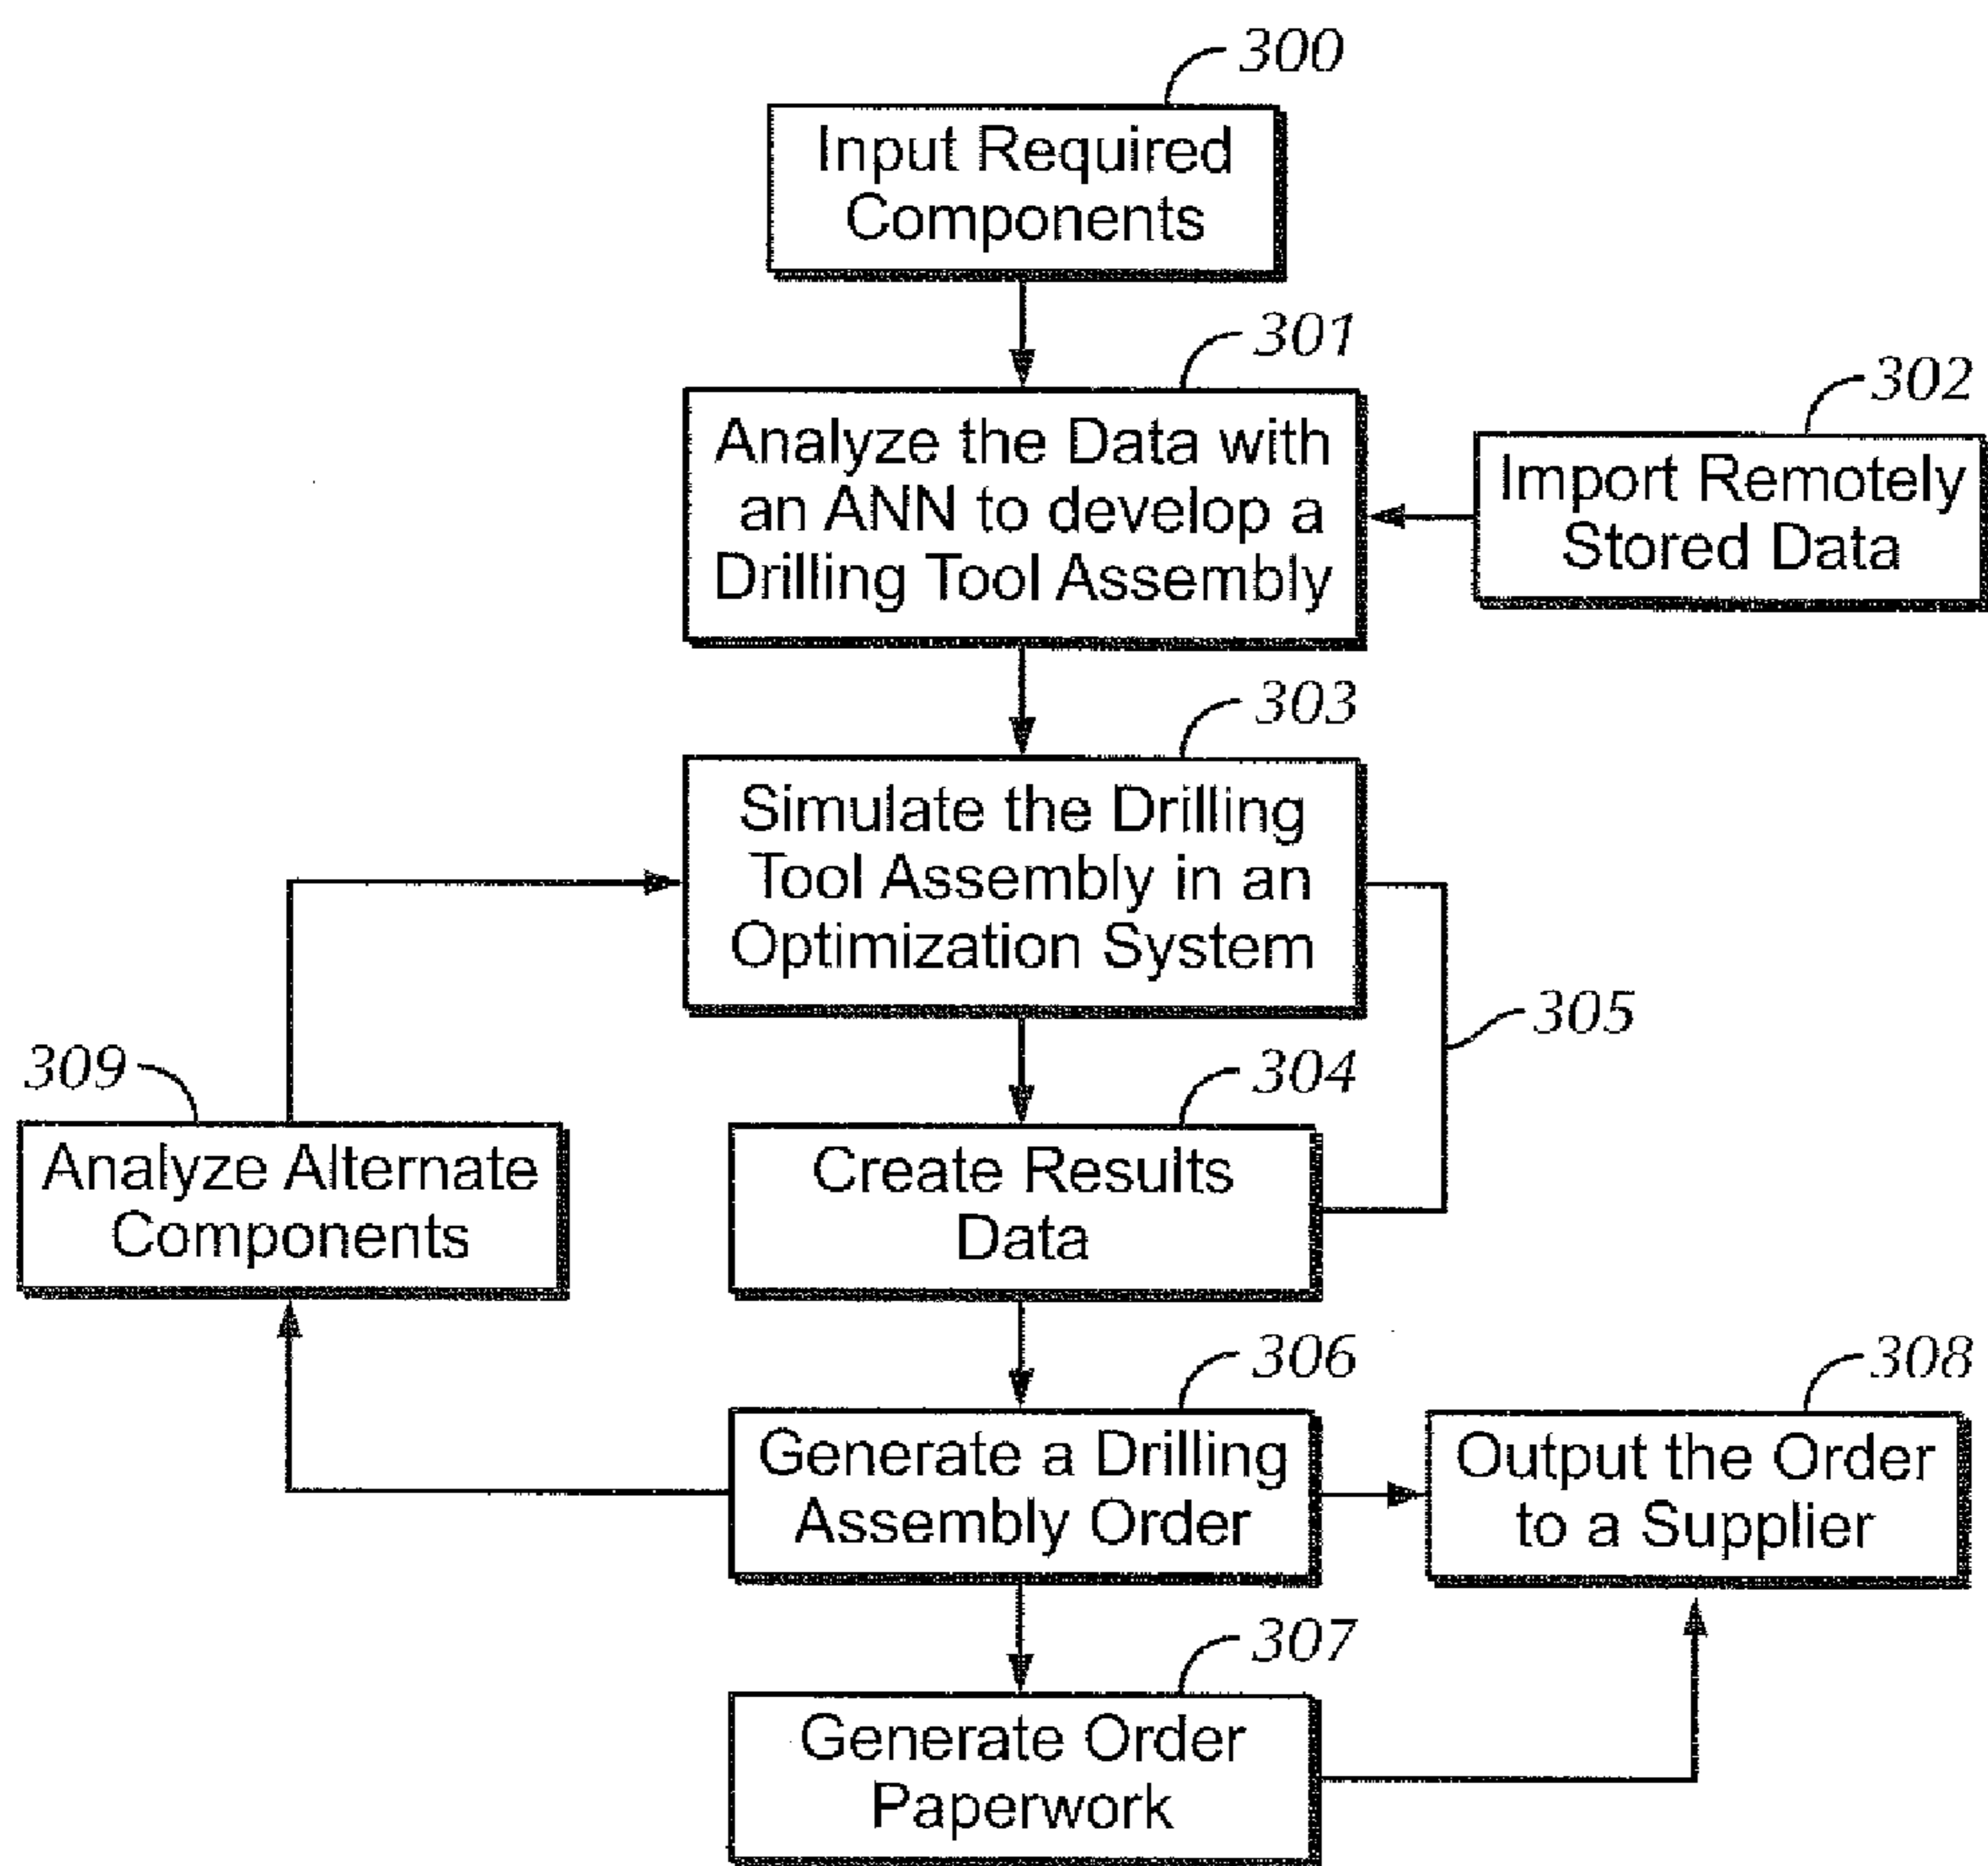 300
Input Required
Components
301
Analyze the Data with
an ANN to develop a
Drilling Tool Assembly
302
Import Remotely
Stored Data
303
Simulate the Drilling
Tool Assembly in an
Optimization System
305
304
Create Results
Data
309
Analyze Alternate
Components
306
Generate a Drilling
Assembly Order
308
Output the Order
to a Supplier
307
Generate Order
Paperwork